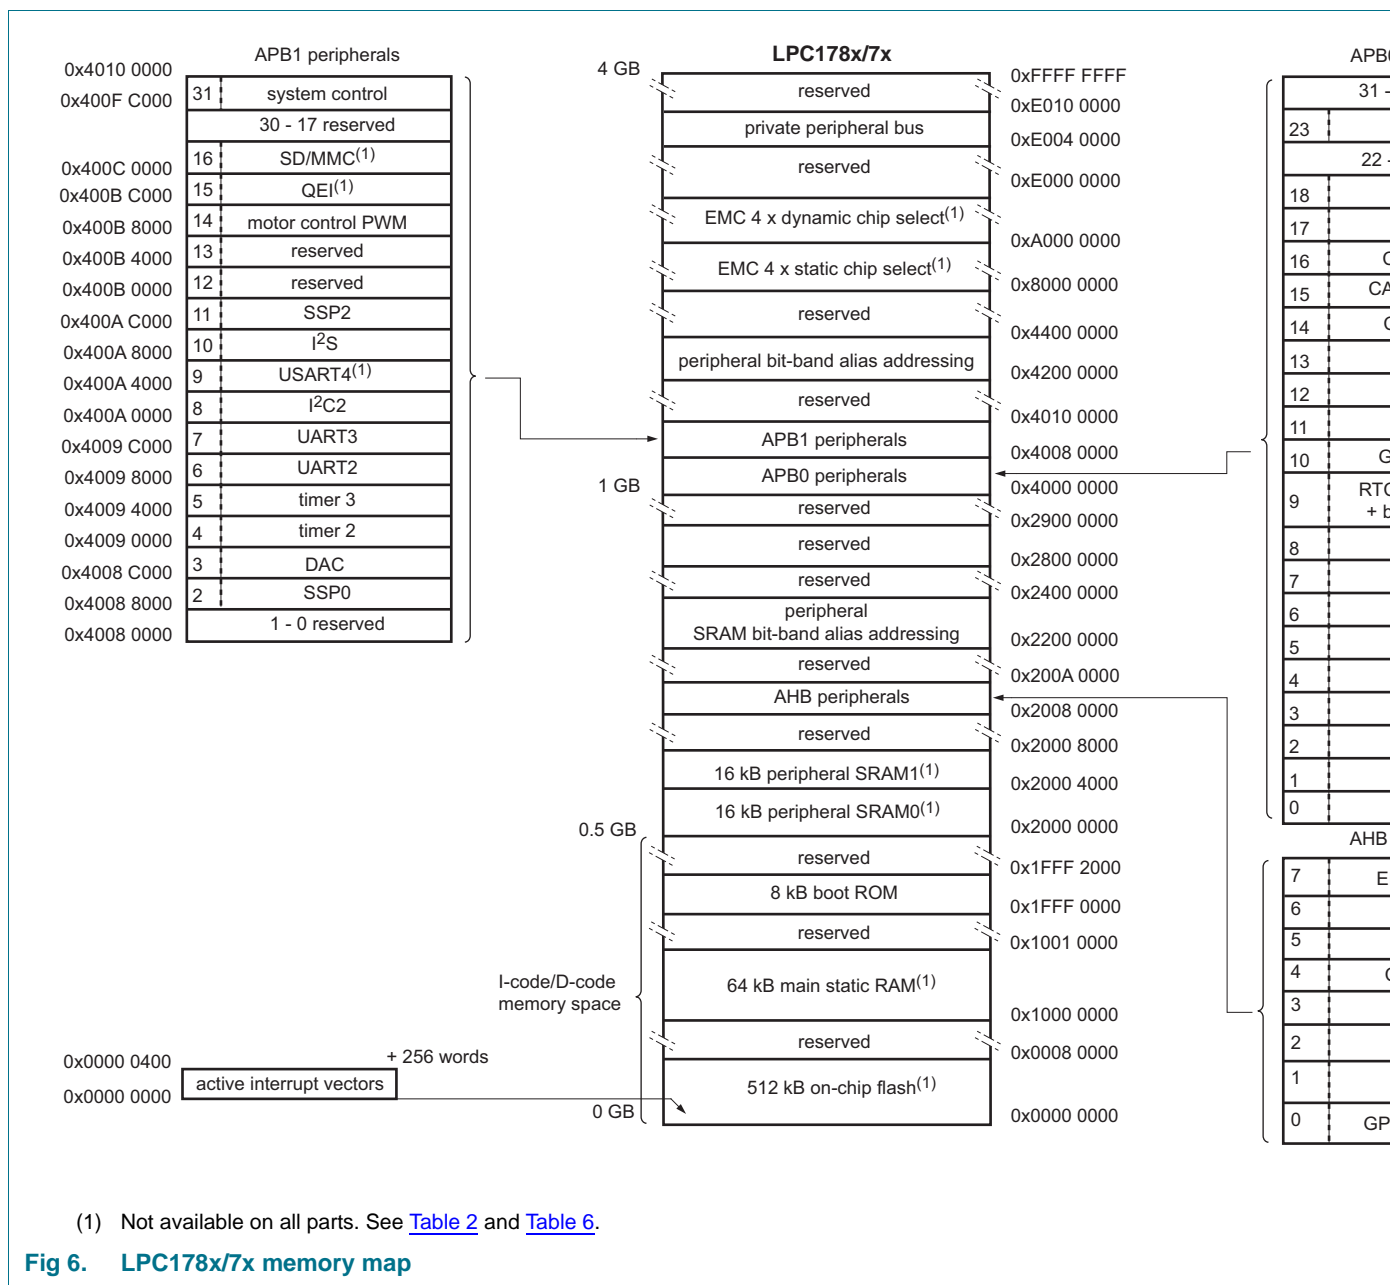 APB1 peripherals
0x4010 0000
31 system control
0x400F C000
30 - 17 reserved
16 SD/MMC(1)
0x400C 0000
15 QEI(1)
0x400B C000
14 motor control PWM
0x400B 8000
13 reserved
0x400B 4000
12 reserved
0x400B 0000
11 SSP2
0x400A C000
10 I2S
0x400A 8000
9 USART4(1)
0x400A 4000
8 I2C2
0x400A 0000
7 UART3
0x4009 C000
6 UART2
0x4009 8000
5 timer 3
0x4009 4000
4 timer 2
0x4009 0000
3 DAC
0x4008 C000
2 SSP0
0x4008 8000
1 - 0 reserved
0x4008 0000
0x0000 0400
+ 256 words
active interrupt vectors
0x0000 0000
LPC178x/7x
4 GB
0xFFFF FFFF
reserved
0xE010 0000
private peripheral bus
0xE004 0000
reserved
0xE000 0000
EMC 4 x dynamic chip select(1)
0xA000 0000
EMC 4 x static chip select(1)
0x8000 0000
reserved
0x4400 0000
peripheral bit-band alias addressing
0x4200 0000
reserved
0x4010 0000
APB1 peripherals
0x4008 0000
APB0 peripherals
1 GB
0x4000 0000
reserved
0x2900 0000
reserved
0x2800 0000
reserved
0x2400 0000
peripheral
SRAM bit-band alias addressing
0x2200 0000
reserved
0x200A 0000
AHB peripherals
0x2008 0000
reserved
0x2000 8000
16 kB peripheral SRAM1(1)
0x2000 4000
16 kB peripheral SRAM0(1)
0.5 GB
0x2000 0000
reserved
0x1FFF 2000
8 kB boot ROM
0x1FFF 0000
reserved
0x1001 0000
I-code/D-code
memory space
64 kB main static RAM(1)
0x1000 0000
reserved
0x0008 0000
512 kB on-chip flash(1)
0 GB
0x0000 0000
31 -
23
22 -
18
17
16
15
14
13
12
11
10
9
+
8
7
6
5
4
3
2
1
0
AHB
7
6
5
4
3
2
1
0
(1) Not available on all parts. See Table 2 and Table 6.
Fig 6. LPC178x/7x memory map